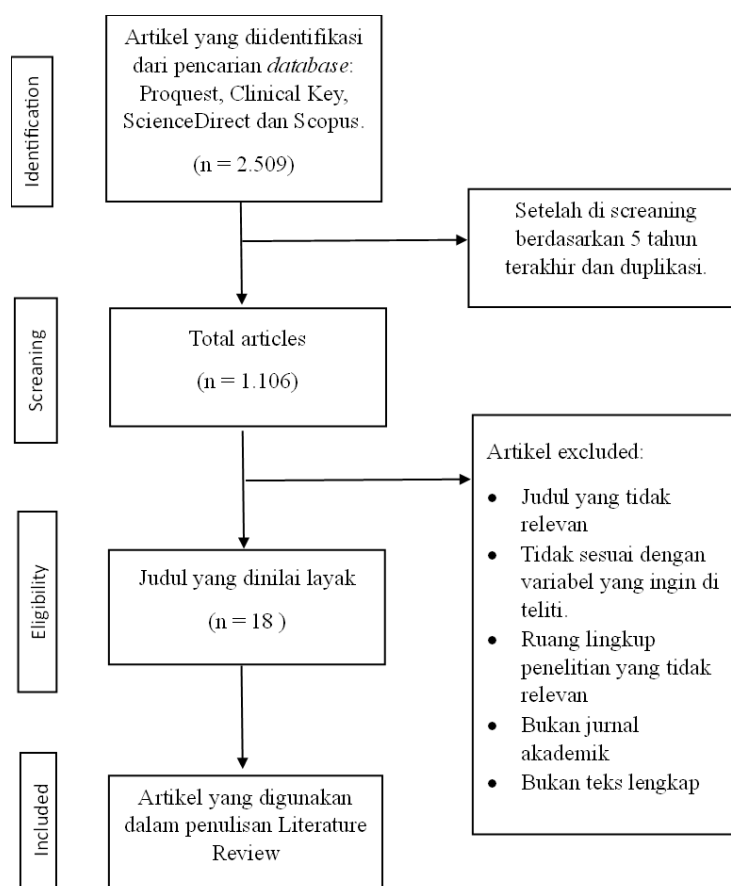 Identification
Artikel yang diidentifikasi
dari pencarian database:
Proquest, Clinical Key,
ScienceDirect dan Scopus.
(n = 2.509)
Setelah di screaning
berdasarkan 5 tahun
terakhir dan duplikasi.
Screaning
Total articles
(n = 1.106)
Artikel excluded:
● Judul yang tidak
relevan
● Tidak sesuai dengan
variabel yang ingin di
teliti.
● Ruang lingkup
penelitian yang tidak
relevan
● Bukan jurnal
akademik
● Bukan teks lengkap
Eligibility
Judul yang dinilai layak
(n = 18 )
Included
Artikel yang digunakan
dalam penulisan Literature
Review